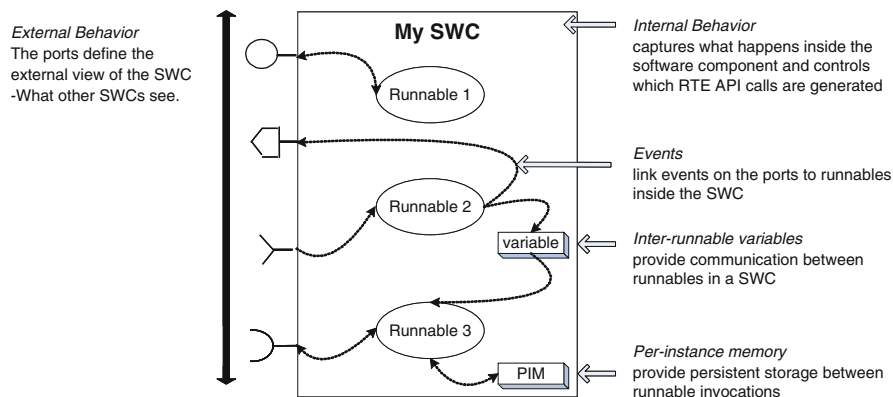 External Behavior
The ports define the
external view of the SWC
-What other SWCs see.
My SWC
Runnable 1
Runnable 2
variable
Runnable 3
PIM
Internal Behavior
captures what happens inside the
software component and controls
which RTE API calls are generated
Events
link events on the ports to runnables
inside the SWC
Inter-runnable variables
provide communication between
runnables in a SWC
Per-instance memory
provide persistent storage between
runnable invocations